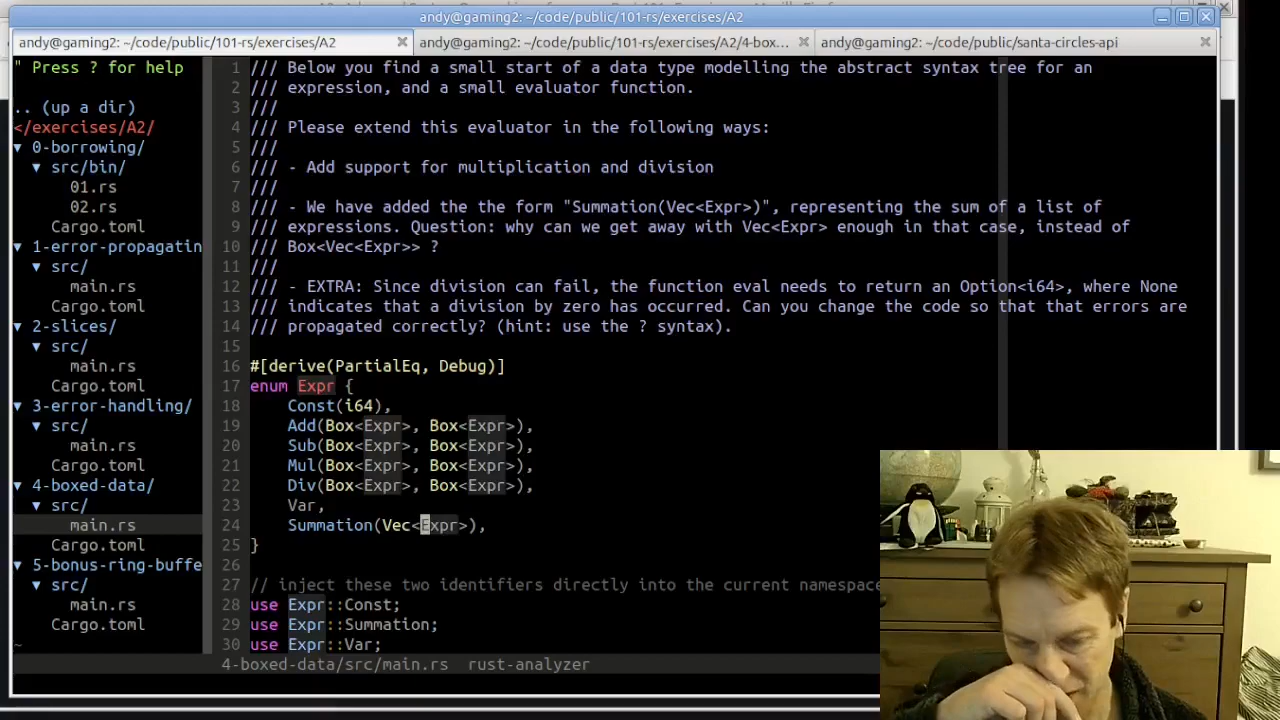 andy@gaming2: ~/code/public/101-rs/exercises/A2
andy@gaming2: ~/code/public/101-rs/exercises/A2
andy@gaming2: ~/code/public/101-rs/exercises/A2/4-box...
andy@gaming2: ~/code/public/santa-circles-api
" Press ? for help
.. (up a dir)
</exercises/A2/
▼ 0-borrowing/
▼ src/bin/
01.rs
02.rs
Cargo.toml
▼ 1-error-propagatin
▼ src/
main.rs
Cargo.toml
▼ 2-slices/
▼ src/
main.rs
Cargo.toml
▼ 3-error-handling/
▼ src/
main.rs
Cargo.toml
▼ 4-boxed-data/
▼ src/
main.rs
Cargo.toml
▼ 5-bonus-ring-buffe
▼ src/
main.rs
Cargo.toml
~
1 /// Below you find a small start of a data type modelling the abstract syntax tree for an
2 /// expression, and a small evaluator function.
3 ///
4 /// Please extend this evaluator in the following ways:
5 ///
6 /// - Add support for multiplication and division
7 ///
8 /// - We have added the the form "Summation(Vec<Expr>)", representing the sum of a list of
9 /// expressions. Question: why can we get away with Vec<Expr> enough in that case, instead of
10 /// Box<Vec<Expr>> ?
11 ///
12 /// - EXTRA: Since division can fail, the function eval needs to return an Option<i64>, where None
13 /// indicates that a division by zero has occurred. Can you change the code so that that errors are
14 /// propagated correctly? (hint: use the ? syntax).
15
16 #[derive(PartialEq, Debug)]
17 enum Expr {
18 Const(i64),
19 Add(Box<Expr>, Box<Expr>),
20 Sub(Box<Expr>, Box<Expr>),
21 Mul(Box<Expr>, Box<Expr>),
22 Div(Box<Expr>, Box<Expr>),
23 Var,
24 Summation(Vec<Expr>),
25 }
26
27 // inject these two identifiers directly into the current namespace
28 use Expr::Const;
29 use Expr::Summation;
30 use Expr::Var;
4-boxed-data/src/main.rs rust-analyzer